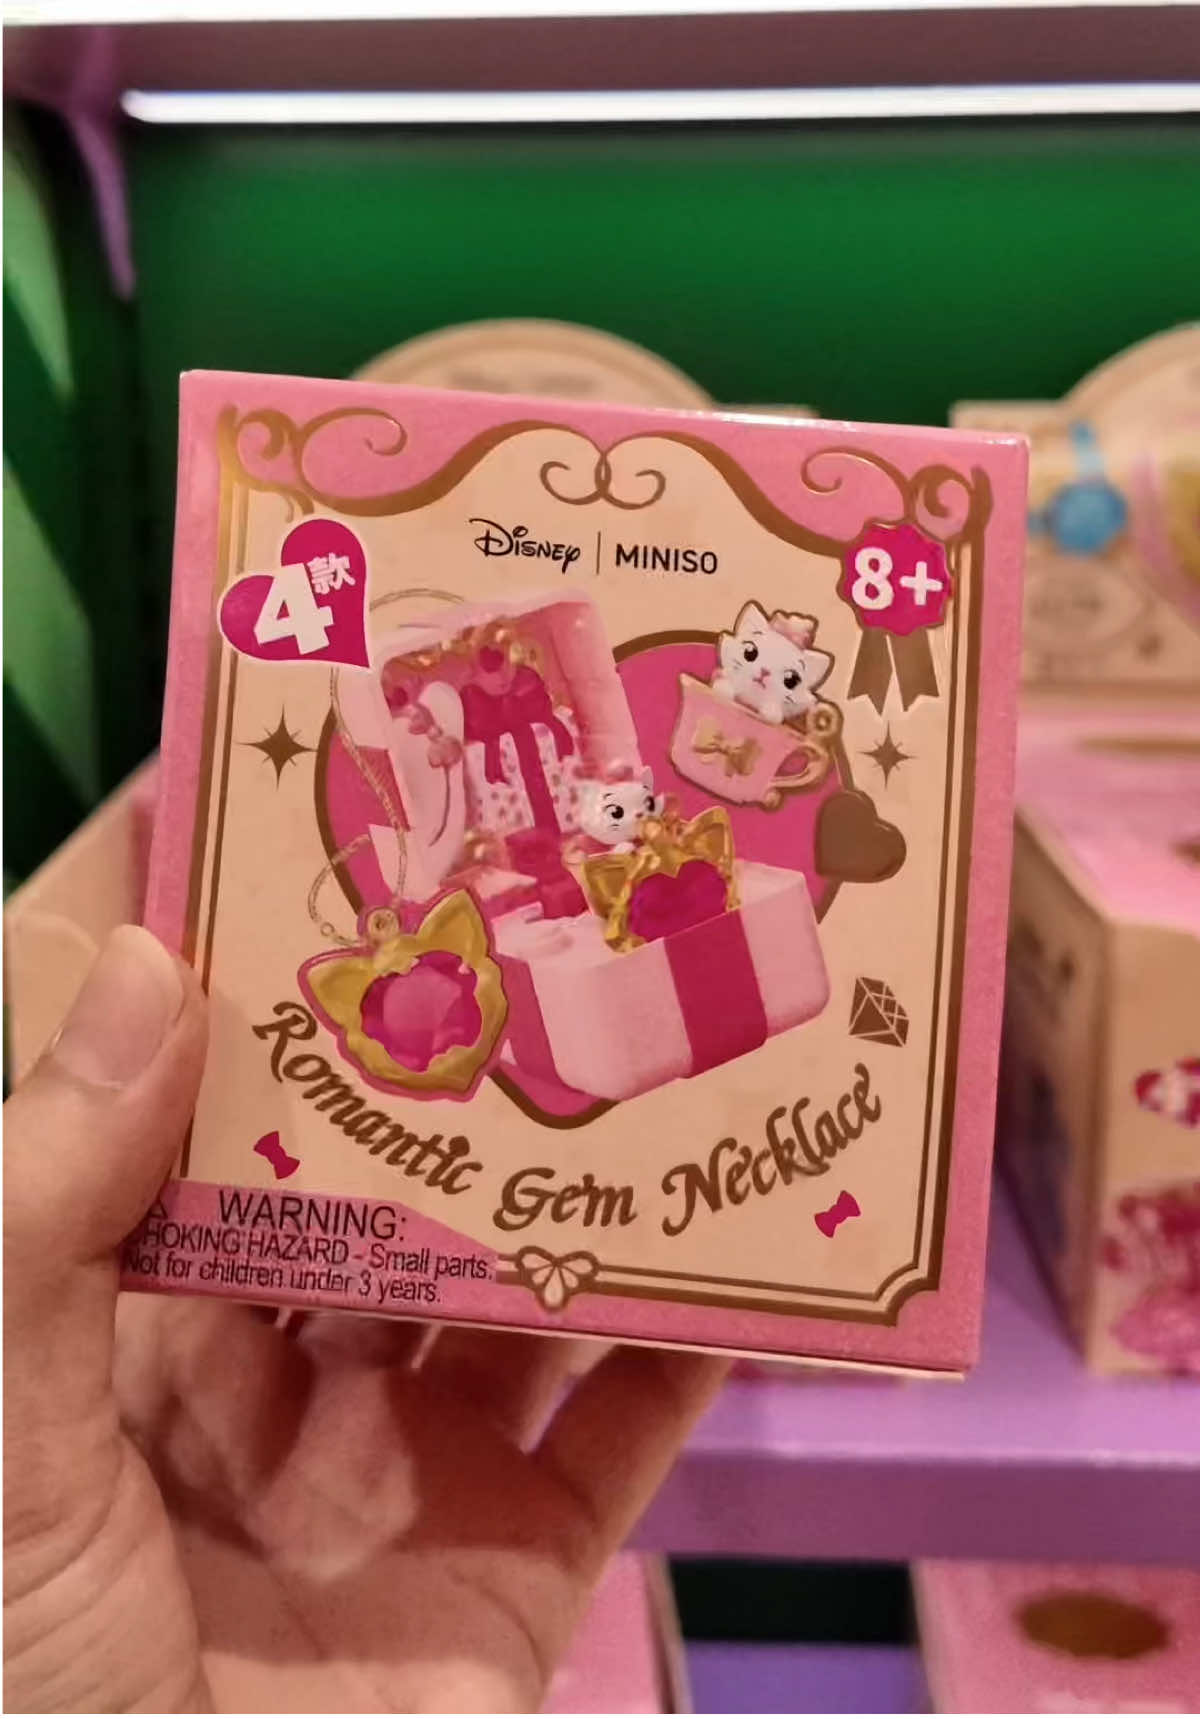 Disney | MINISO
4款
8+
Romantic Gem Necklace
WARNING:
CHOKING HAZARD - Small parts.
Not for children under 3 years.